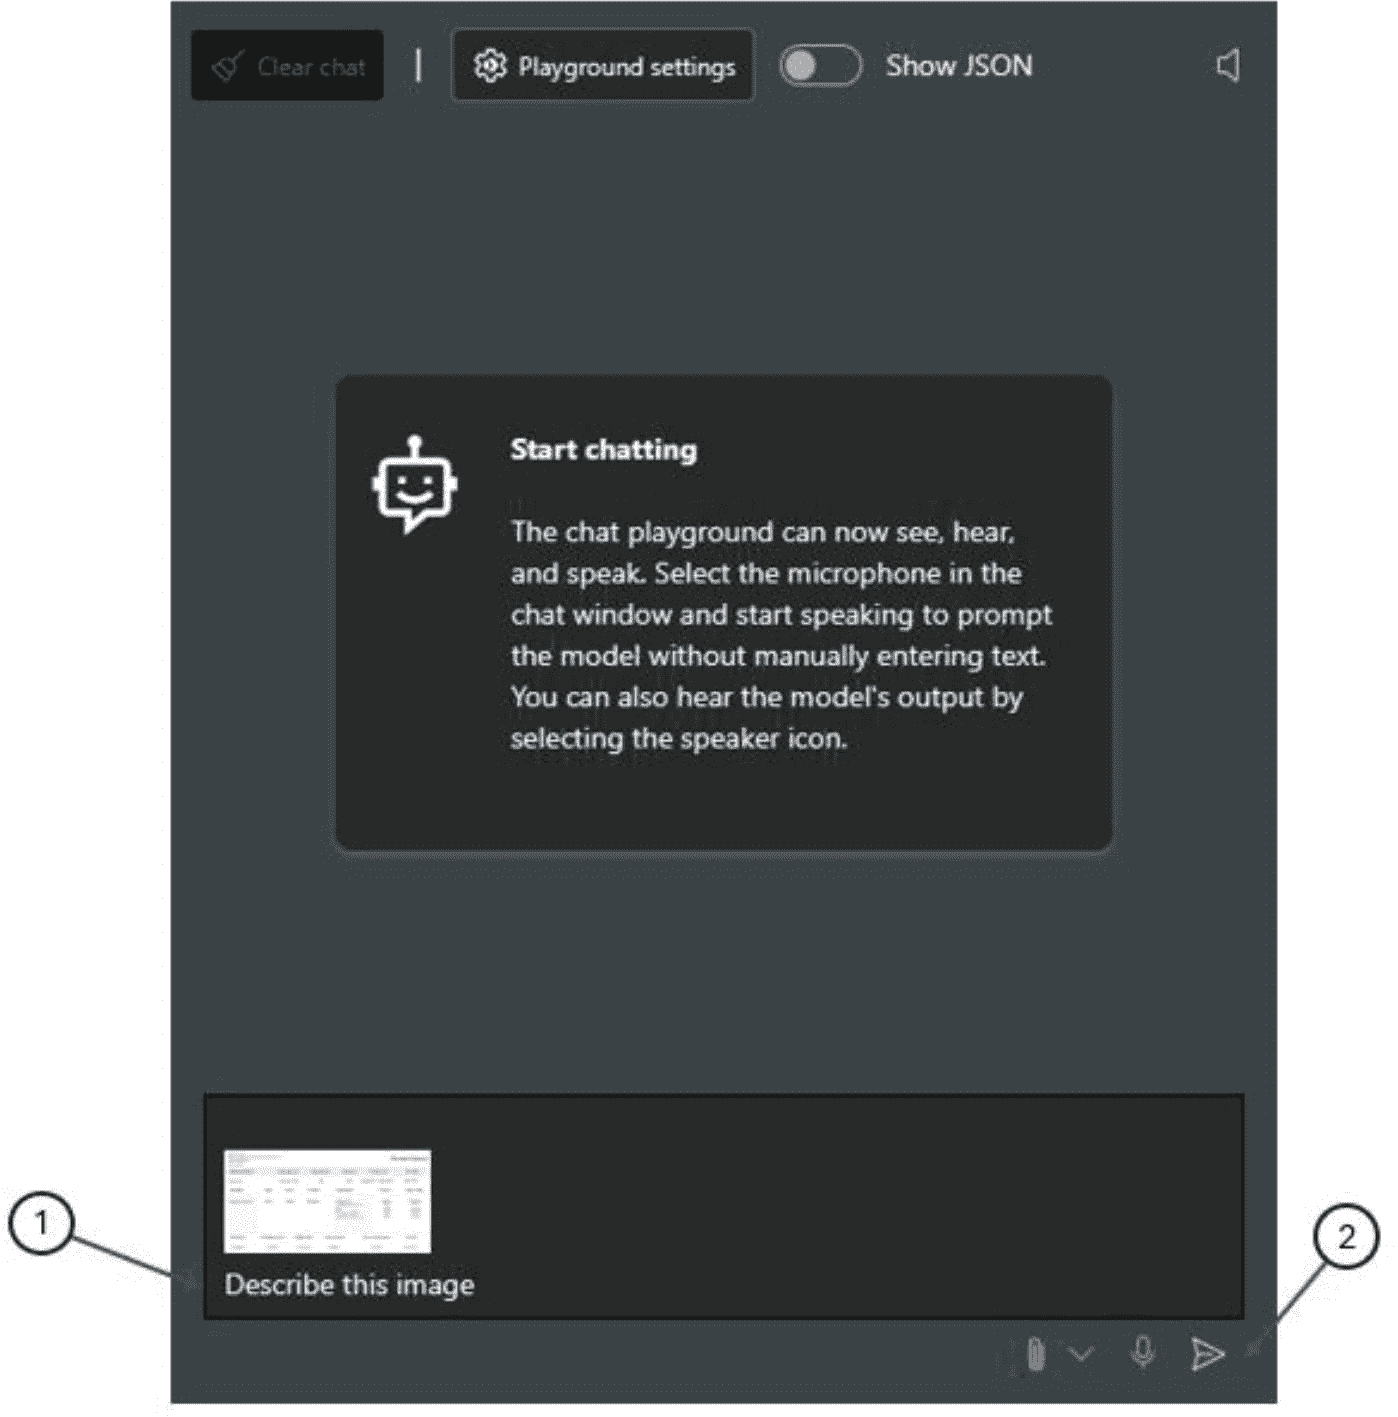 Clear chat | Playground settings Show JSON
Start chatting
The chat playground can now see, hear,
and speak. Select the microphone in the
chat window and start speaking to prompt
the model without manually entering text.
You can also hear the model's output by
selecting the speaker icon.
1
2
Describe this image